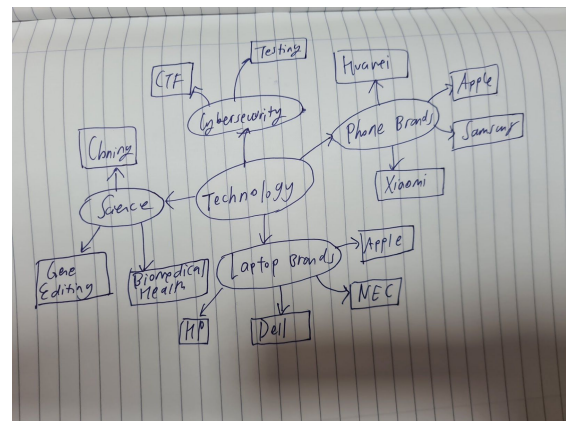 Testing
Huawei
CTF
Apple
Cybersecurity
Phone Brands
Samsung
Cloning
Technology
Xiaomi
Science
Apple
Laptop Brands
Gene
Editing
Biomedical
Health
NEC
HP
Dell